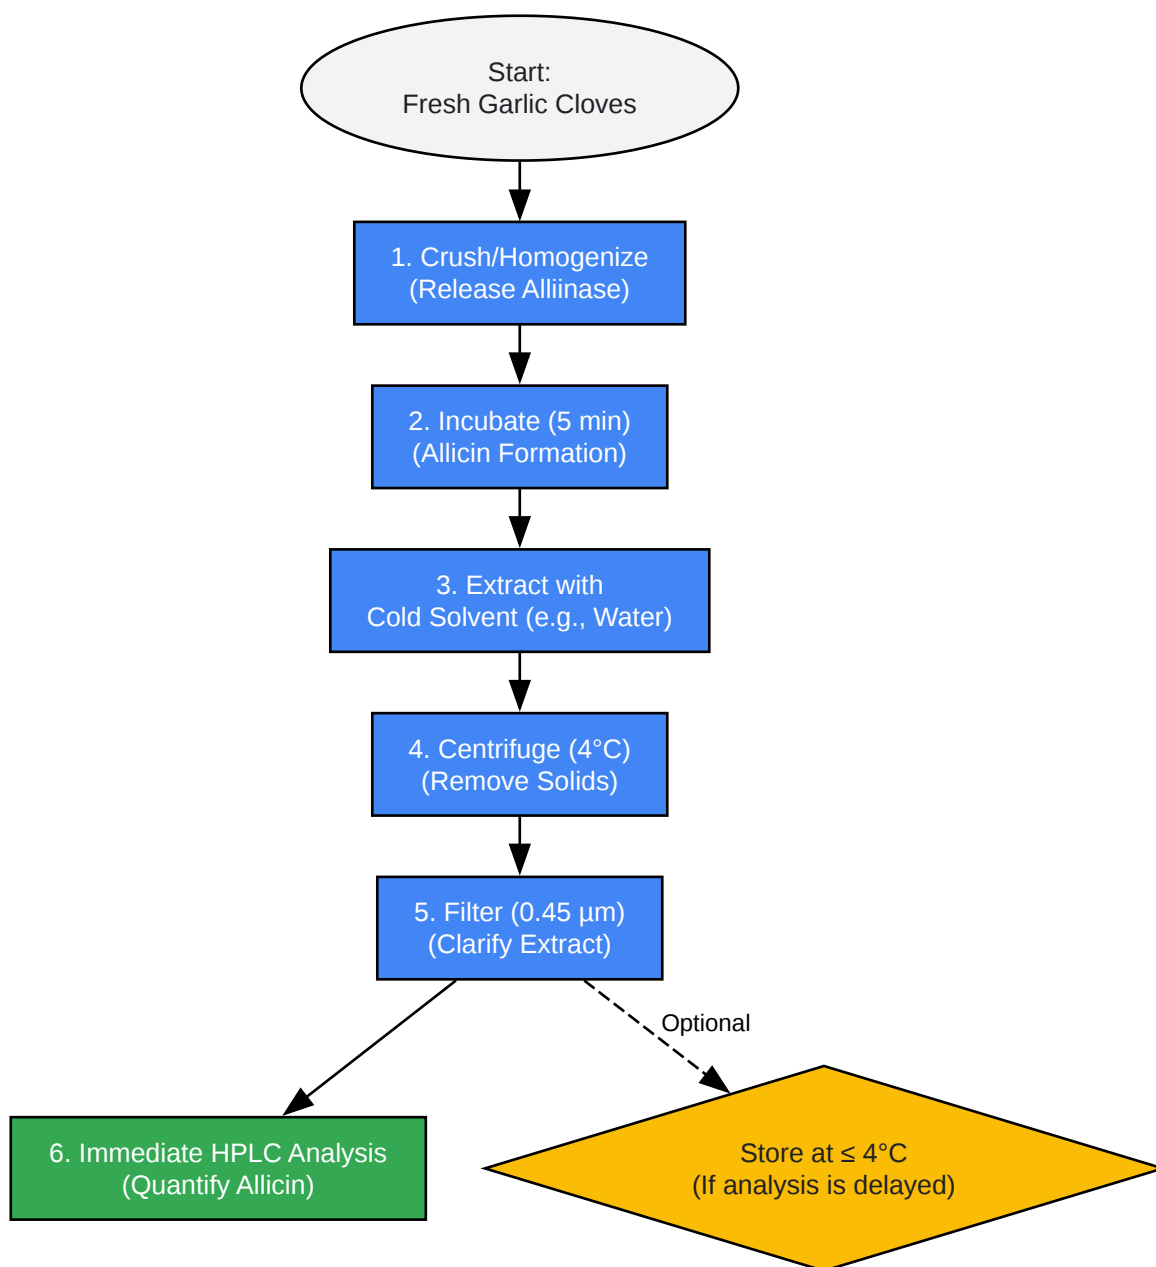 Start:
Fresh Garlic Cloves
1. Crush/Homogenize
(Release Alliinase)
2. Incubate (5 min)
(Allicin Formation)
3. Extract with
Cold Solvent (e.g., Water)
4. Centrifuge (4°C)
(Remove Solids)
5. Filter (0.45 µm)
(Clarify Extract)
Optional
6. Immediate HPLC Analysis
(Quantify Allicin)
Store at ≤ 4°C
(If analysis is delayed)